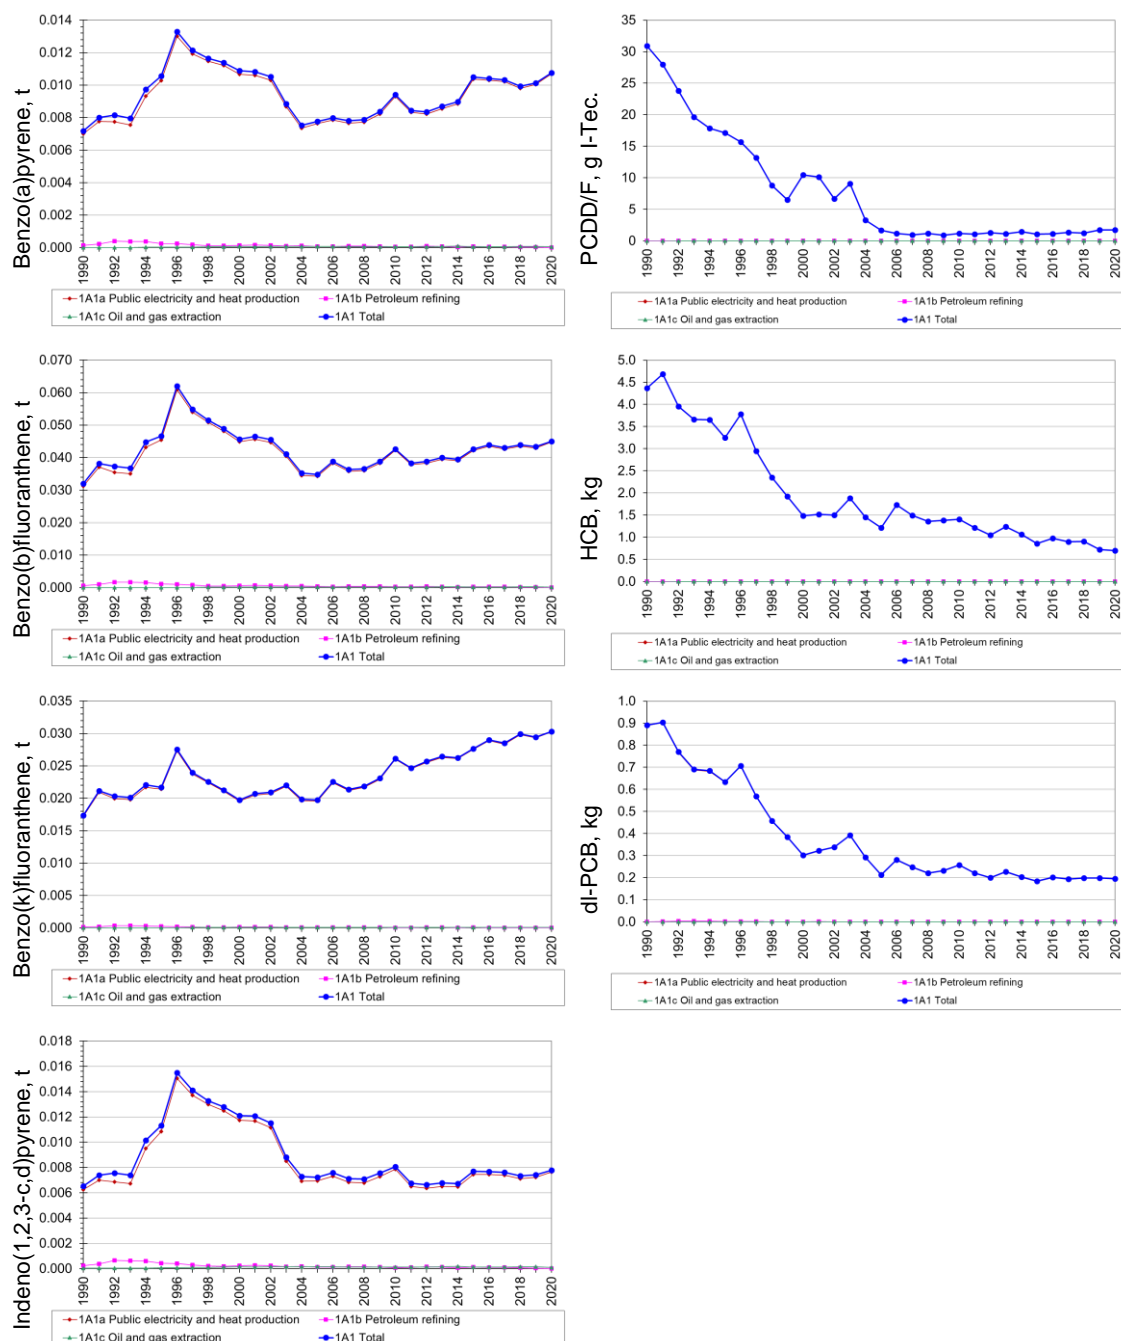 Benzo(a)pyrene, t
0.014
0.012
0.010
0.008
0.006
0.004
0.002
0.000
1990 1992 1994 1996 1998 2000 2002 2004 2006 2008 2010 2012 2014 2016 2018 2020
1A1a Public electricity and heat production 1A1b Petroleum refining
1A1c Oil and gas extraction 1A1 Total
PCDD/F, g I-Tec.
35
30
25
20
15
10
5
0
1990 1992 1994 1996 1998 2000 2002 2004 2006 2008 2010 2012 2014 2016 2018 2020
1A1a Public electricity and heat production 1A1b Petroleum refining
1A1c Oil and gas extraction 1A1 Total
Benzo(b)fluoranthene, t
0.070
0.060
0.050
0.040
0.030
0.020
0.010
0.000
1990 1992 1994 1996 1998 2000 2002 2004 2006 2008 2010 2012 2014 2016 2018 2020
1A1a Public electricity and heat production 1A1b Petroleum refining
1A1c Oil and gas extraction 1A1 Total
HCB, kg
5.0
4.5
4.0
3.5
3.0
2.5
2.0
1.5
1.0
0.5
0.0
1990 1992 1994 1996 1998 2000 2002 2004 2006 2008 2010 2012 2014 2016 2018 2020
1A1a Public electricity and heat production 1A1b Petroleum refining
1A1c Oil and gas extraction 1A1 Total
Benzo(k)fluoranthene, t
0.035
0.030
0.025
0.020
0.015
0.010
0.005
0.000
1990 1992 1994 1996 1998 2000 2002 2004 2006 2008 2010 2012 2014 2016 2018 2020
1A1a Public electricity and heat production 1A1b Petroleum refining
1A1c Oil and gas extraction 1A1 Total
dl-PCB, kg
1.0
0.9
0.8
0.7
0.6
0.5
0.4
0.3
0.2
0.1
0.0
1990 1992 1994 1996 1998 2000 2002 2004 2006 2008 2010 2012 2014 2016 2018 2020
1A1a Public electricity and heat production 1A1b Petroleum refining
1A1c Oil and gas extraction 1A1 Total
Indeno(1,2,3-c,d)pyrene, t
0.018
0.016
0.014
0.012
0.010
0.008
0.006
0.004
0.002
0.000
1990 1992 1994 1996 1998 2000 2002 2004 2006 2008 2010 2012 2014 2016 2018 2020
1A1a Public electricity and heat production 1A1b Petroleum refining
1A1c Oil and gas extraction 1A1 Total